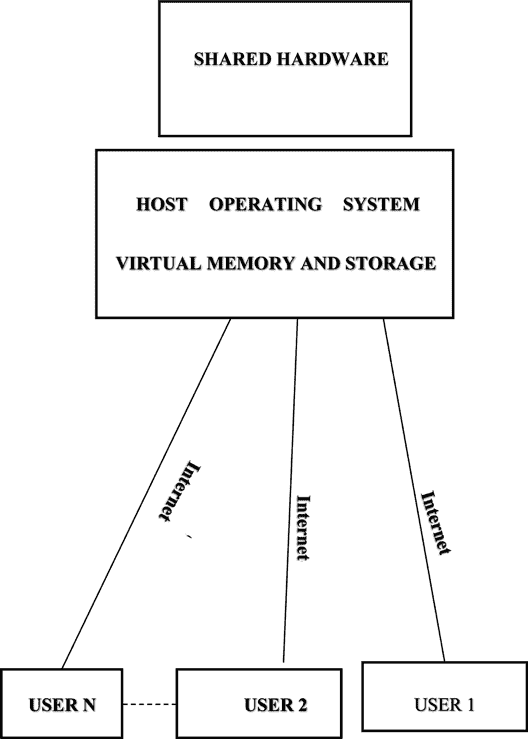 SHARED HARDWARE
HOST OPERATING SYSTEM
VIRTUAL MEMORY AND STORAGE
Internet
Internet
Internet
USER N
USER 2
USER 1